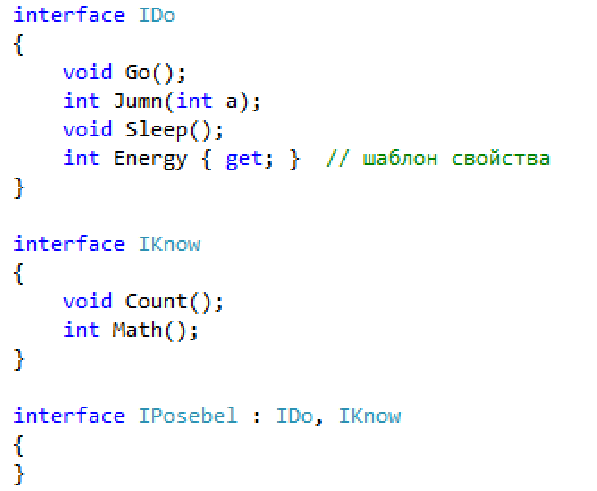 interface IDo
{
void Go();
int Jumn(int a);
void Sleep();
int Energy { get; } // шаблон свойства
}
interface IKnow
{
void Count();
int Math();
}
interface IPosebel : IDo, IKnow
{
}